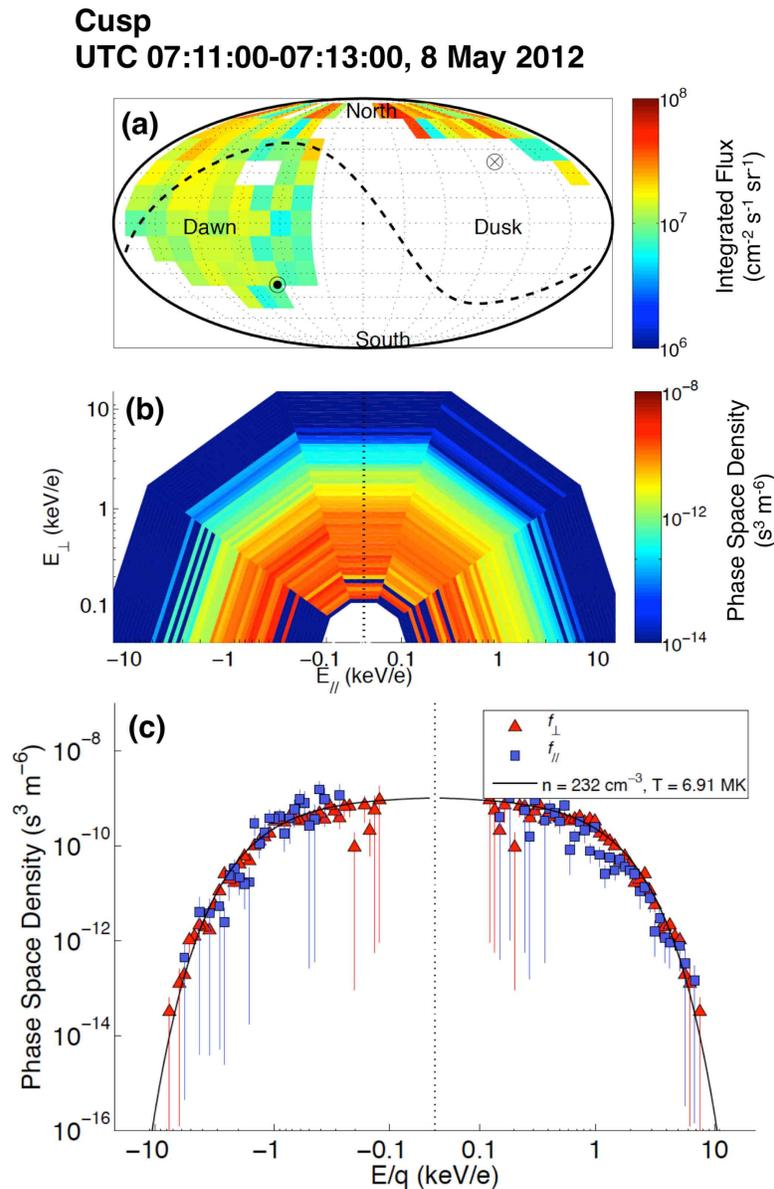 Cusp
UTC 07:11:00-07:13:00, 8 May 2012
(a)
North
Dawn
Dusk
South
10⁸
10⁷
10⁶
Integrated Flux
(cm⁻² s⁻¹ sr⁻¹)
(b)
10
1
0.1
E⊥ (keV/e)
-10
-1
-0.1
0.1
1
10
E// (keV/e)
10⁻⁸
10⁻¹²
10⁻¹⁴
Phase Space Density
(s³ m⁻⁶)
(c)
f⊥
f//
n = 232 cm⁻³, T = 6.91 MK
10⁻⁸
10⁻¹⁰
10⁻¹²
10⁻¹⁴
10⁻¹⁶
Phase Space Density (s³ m⁻⁶)
-10
-1
-0.1
0.1
1
10
E/q (keV/e)